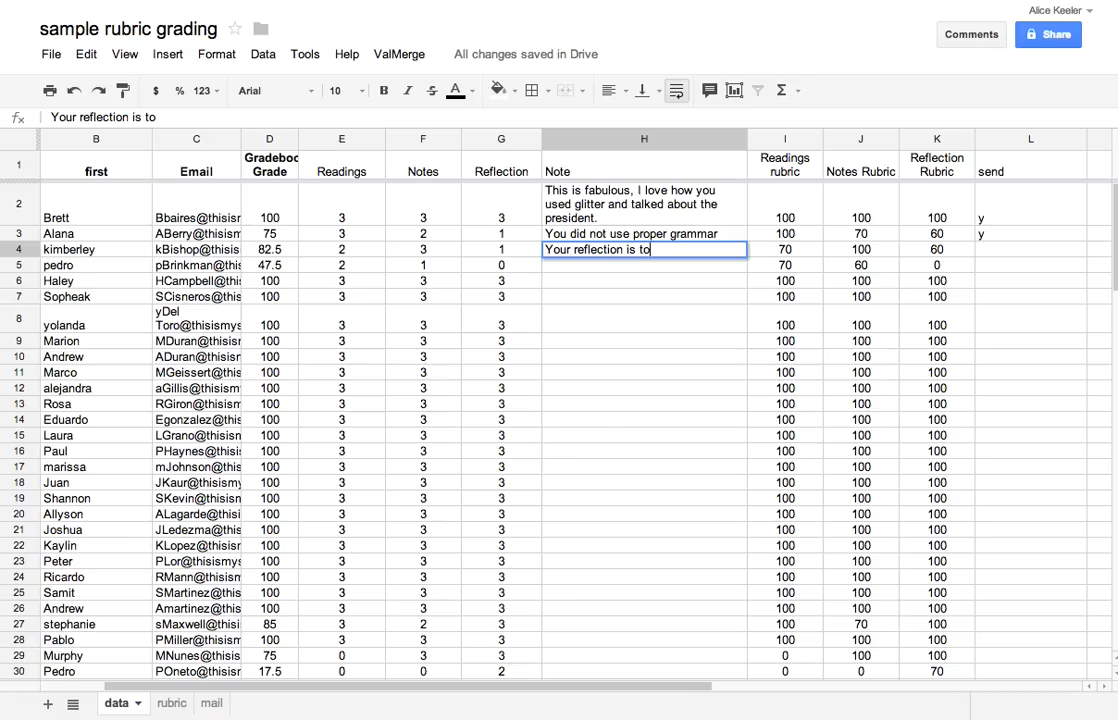 Alice Keeler
sample rubric grading
Comments
Share
File Edit View Insert Format Data Tools Help ValMerge All changes saved in Drive
$ % 123 Arial 10 B I S A Σ
fx Your reflection is to
B C D E F G H I J K L
1 first Email Gradeboo Grade Readings Notes Reflection Note Readings rubric Notes Rubric Reflection Rubric send
This is fabulous, I love how you
used glitter and talked about the
2 Brett Bbaires@thisisr 100 3 3 3 president. 100 100 100 y
3 Alana ABerry@thisisr 75 3 2 1 You did not use proper grammar 100 70 60 y
4 kimberley kBishop@thisis 82.5 2 3 1 Your reflection is to 70 100 60
5 pedro pBrinkman@this 47.5 2 1 0 70 60 0
6 Haley HCampbell@this 100 3 3 3 100 100 100
7 Sopheak SCisneros@this 100 3 3 3 100 100 100
yDel
8 yolanda Toro@thisismys 100 3 3 3 100 100 100
9 Marion MDuran@thisisr 100 3 3 3 100 100 100
10 Andrew ADuran@thisisr 100 3 3 3 100 100 100
11 Marco MGeissert@this 100 3 3 3 100 100 100
12 alejandra aGillis@thisismy 100 3 3 3 100 100 100
13 Rosa RGiron@thisism 100 3 3 3 100 100 100
14 Eduardo Egonzalez@this 100 3 3 3 100 100 100
15 Laura LGrano@thisisn 100 3 3 3 100 100 100
16 Paul PHaynes@thisis 100 3 3 3 100 100 100
17 marissa mJohnson@this 100 3 3 3 100 100 100
18 Juan JKaur@thisismy 100 3 3 3 100 100 100
19 Shannon SKevin@thisisn 100 3 3 3 100 100 100
20 Allyson ALagarde@this 100 3 3 3 100 100 100
21 Joshua JLedezma@this 100 3 3 3 100 100 100
22 Kaylin KLopez@thisisr 100 3 3 3 100 100 100
23 Peter PLor@thisismys 100 3 3 3 100 100 100
24 Ricardo RMann@thisisr 100 3 3 3 100 100 100
25 Samit SMartinez@this 100 3 3 3 100 100 100
26 Andrew Amartinez@this 100 3 3 3 100 100 100
27 stephanie sMaxwell@this 85 3 2 3 100 70 100
28 Pablo PMiller@thisism 100 3 3 3 100 100 100
29 Murphy MNunes@thisis 75 0 3 3 0 100 100
30 Pedro POneto@thisisr 17.5 0 0 2 0 0 70
data rubric mail